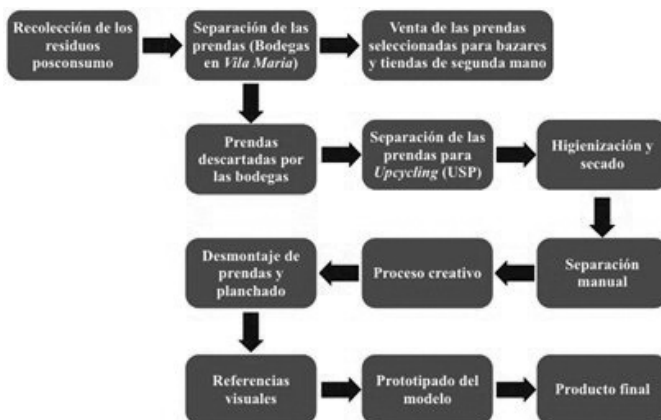 Recolección de los
residuos
posconsumo
Separación de las
prendas (Bodegas
en Vila Maria)
Venta de las prendas
seleccionadas para bazares
y tiendas de segunda mano
Prendas
descartadas por
las bodegas
Separación de las
prendas para
Upcycling (USP)
Higienización y
secado
Separación
manual
Proceso creativo
Desmontaje de
prendas y
planchado
Referencias
visuales
Prototipado del
modelo
Producto final